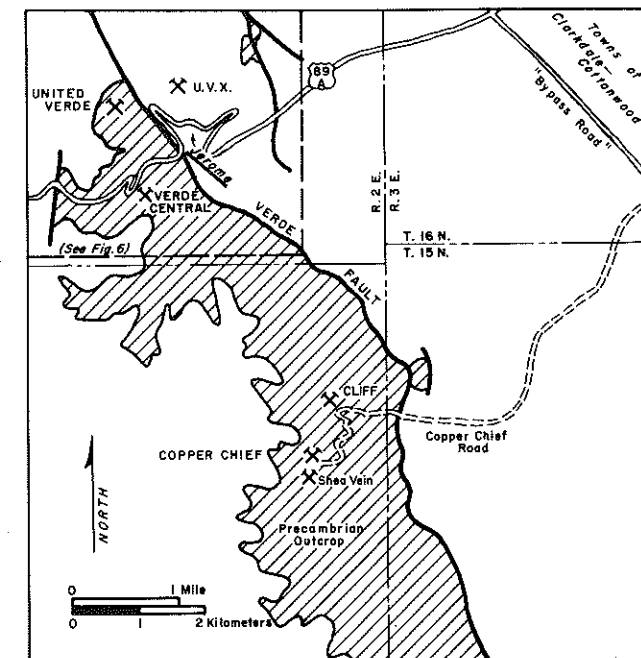 Towns of
Clarkdale-
Cottonwood
"Bypass Road"
89
A
UNITED
VERDE
U.V.X.
Jerome
VERDE
CENTRAL
R. 2 E.
R. 3 E.
VERDE
FAULT
(See Fig. 6)
T. 16 N.
T. 15 N.
CLIFF
Copper Chief
Road
COPPER CHIEF
Shea Vein
Precambrian
Outcrop
NORTH
0 1 Mile
0 1 2 Kilometers